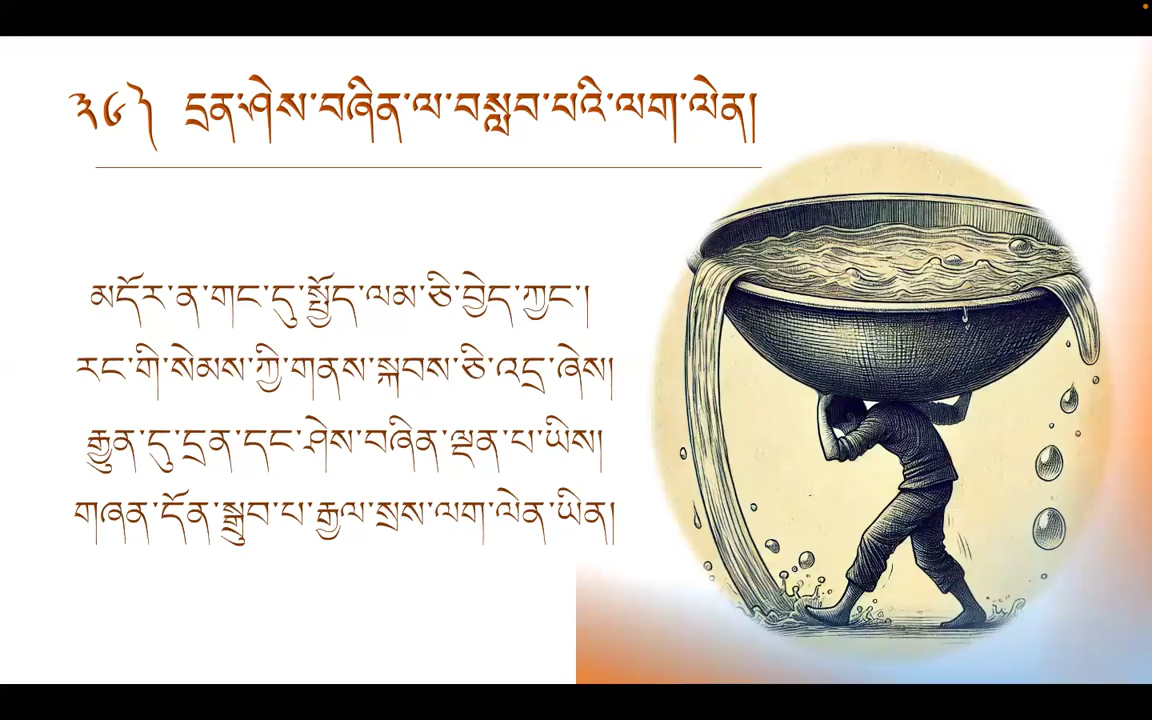 ༣༦༽ དྲན་ཤེས་བཞིན་ལ་བསླབ་པའི་ལག་ལེན།
མདོར་ན་གང་དུ་སྤྱོད་ལམ་ཅི་བྱེད་ཀྱང་།
རང་གི་སེམས་ཀྱི་གནས་སྐབས་ཅི་འདྲ་ཞེས།
རྒྱུན་དུ་དྲན་དང་ཤེས་བཞིན་ལྡན་པ་ཡིས།
གཞན་དོན་སྒྲུབ་པ་རྒྱལ་སྲས་ལག་ལེན་ཡིན།